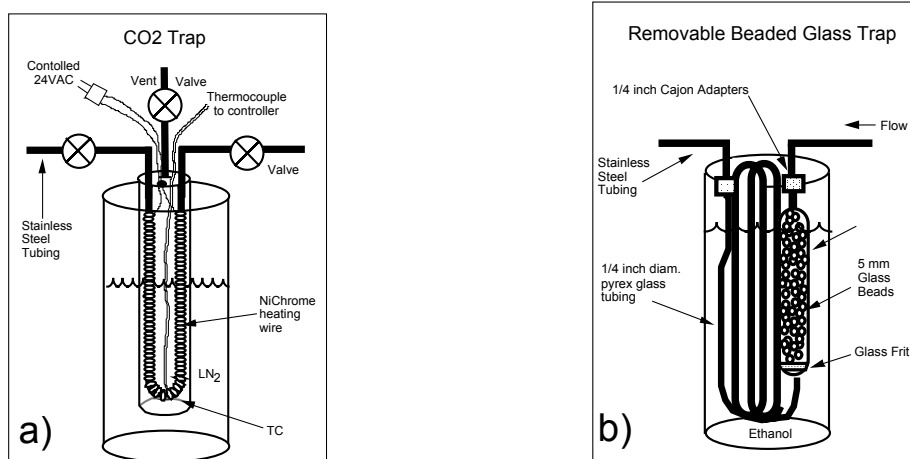 CO2 Trap
Contolled
24VAC
Vent
Valve
Thermocouple
to controller
Valve
Stainless
Steel
Tubing
NiChrome
heating
wire
LN2
TC
a)
Removable Beaded Glass Trap
1/4 inch Cajon Adapters
Flow
Stainless
Steel
Tubing
1/4 inch diam.
pyrex glass
tubing
5 mm
Glass
Beads
Glass Frit
Ethanol
b)